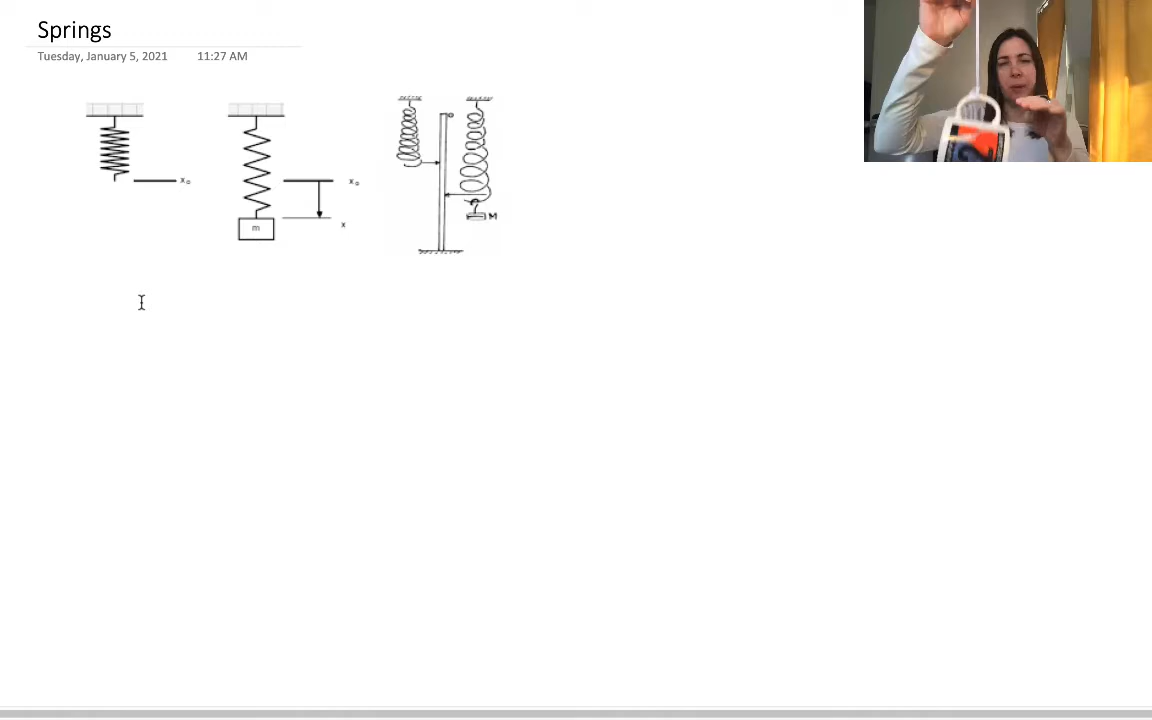 Springs
Tuesday, January 5, 2021 11:27 AM
x₀
m
x₀
x
o
M